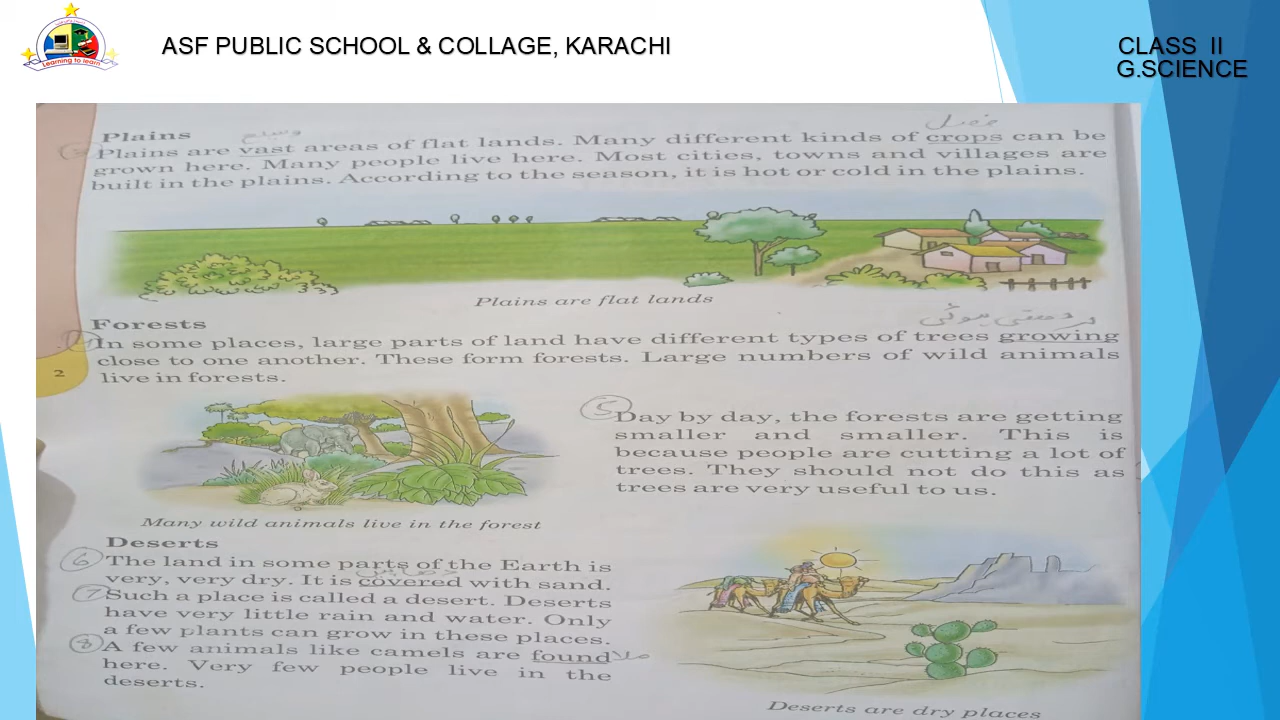 Learning to learn
ASF PUBLIC SCHOOL & COLLAGE, KARACHI
CLASS II
G.SCIENCE
Plains
وسیع
فصل
Plains are vast areas of flat lands. Many different kinds of crops can be
grown here. Many people live here. Most cities, towns and villages are
built in the plains. According to the season, it is hot or cold in the plains.
Plains are flat lands
Forests
In some places, large parts of land have different types of trees growing
close to one another. These form forests. Large numbers of wild animals
live in forests.
2
5
Day by day, the forests are getting
smaller and smaller. This is
because people are cutting a lot of
trees. They should not do this as
trees are very useful to us.
Many wild animals live in the forest
Deserts
6
The land in some parts of the Earth is
very, very dry. It is covered with sand.
7
Such a place is called a desert. Deserts
have very little rain and water. Only
a few plants can grow in these places.
8
A few animals like camels are found
here. Very few people live in the
deserts.
Deserts are dry places